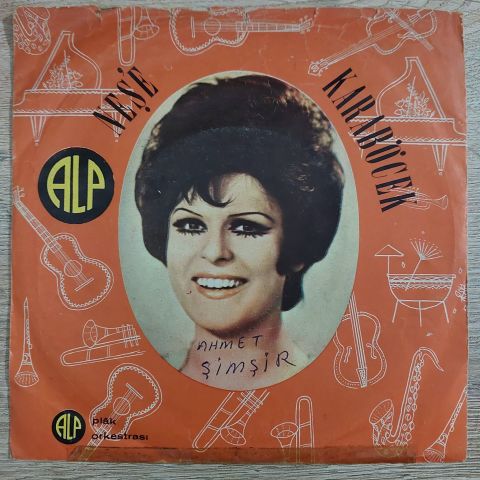 NEŞE
KARABÖCEK
ALP
AHMET
ŞİMŞİR
ALP
plâk
orkestrası